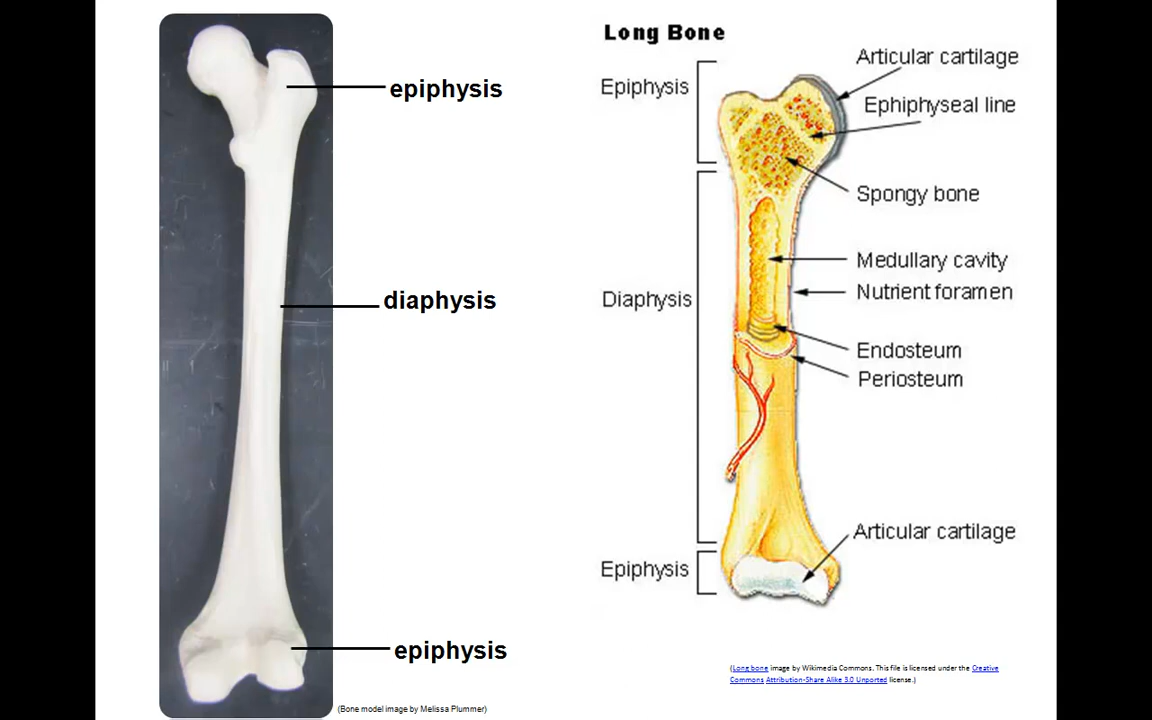 epiphysis
diaphysis
epiphysis
(Bone model image by Melissa Plummer)
Long Bone
Epiphysis
Articular cartilage
Ephiphyseal line
Spongy bone
Medullary cavity
Diaphysis
Nutrient foramen
Endosteum
Periosteum
Articular cartilage
Epiphysis
(Long bone image by Wikimedia Commons. This file is licensed under the Creative
Commons Attribution-Share Alike 3.0 Unported license.)